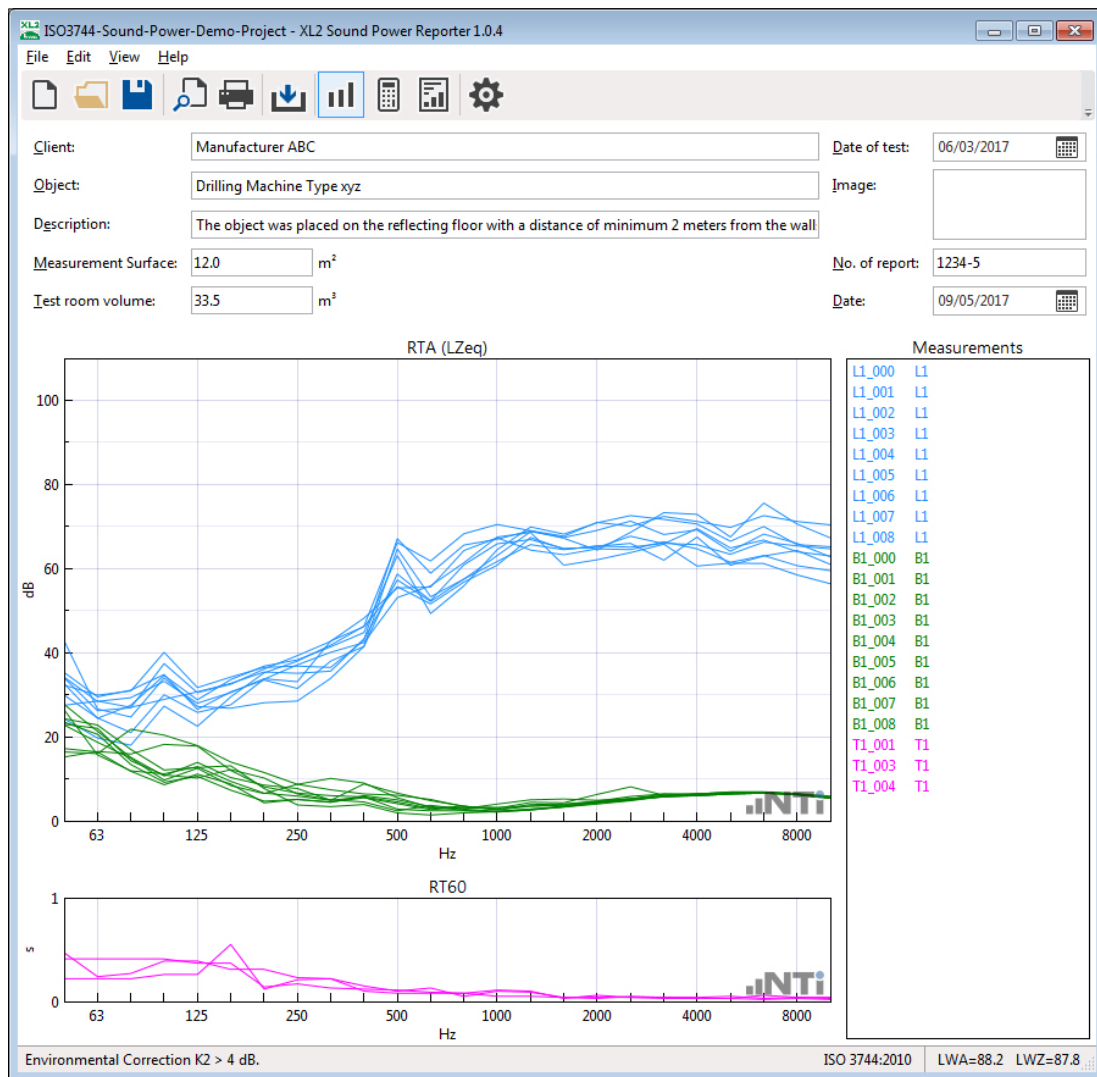 XL2
ISO3744-Sound-Power-Demo-Project - XL2 Sound Power Reporter 1.0.4
File Edit View Help
Client: Manufacturer ABC Date of test: 06/03/2017
Object: Drilling Machine Type xyz Image:
Description: The object was placed on the reflecting floor with a distance of minimum 2 meters from the wall
Measurement Surface: 12.0 m² No. of report: 1234-5
Test room volume: 33.5 m³ Date: 09/05/2017
RTA (LZeq)
Measurements
100
80
60
40
20
0
dB
63 125 250 500 1000 2000 4000 8000
Hz
NTi
L1_000 L1
L1_001 L1
L1_002 L1
L1_003 L1
L1_004 L1
L1_005 L1
L1_006 L1
L1_007 L1
L1_008 L1
B1_000 B1
B1_001 B1
B1_002 B1
B1_003 B1
B1_004 B1
B1_005 B1
B1_006 B1
B1_007 B1
B1_008 B1
T1_001 T1
T1_003 T1
T1_004 T1
RT60
1
0
s
63 125 250 500 1000 2000 4000 8000
Hz
NTi
Environmental Correction K2 > 4 dB. ISO 3744:2010 LWA=88.2 LWZ=87.8